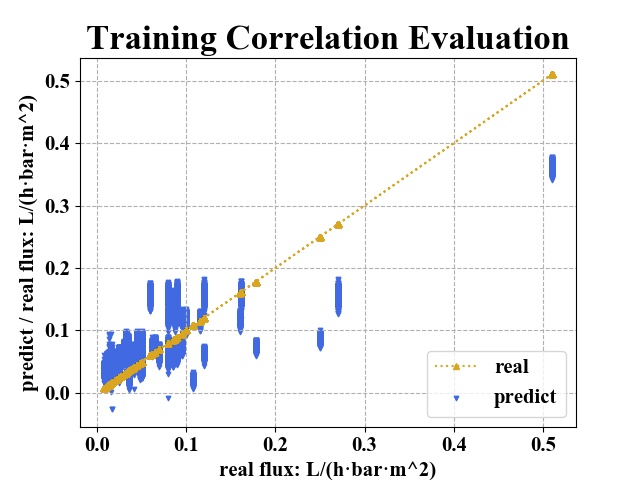 Training Correlation Evaluation
predict / real flux: L/(h·bar·m^2)
0.5
0.4
0.3
0.2
0.1
0.0
real
predict
0.0 0.1 0.2 0.3 0.4 0.5
real flux: L/(h·bar·m^2)